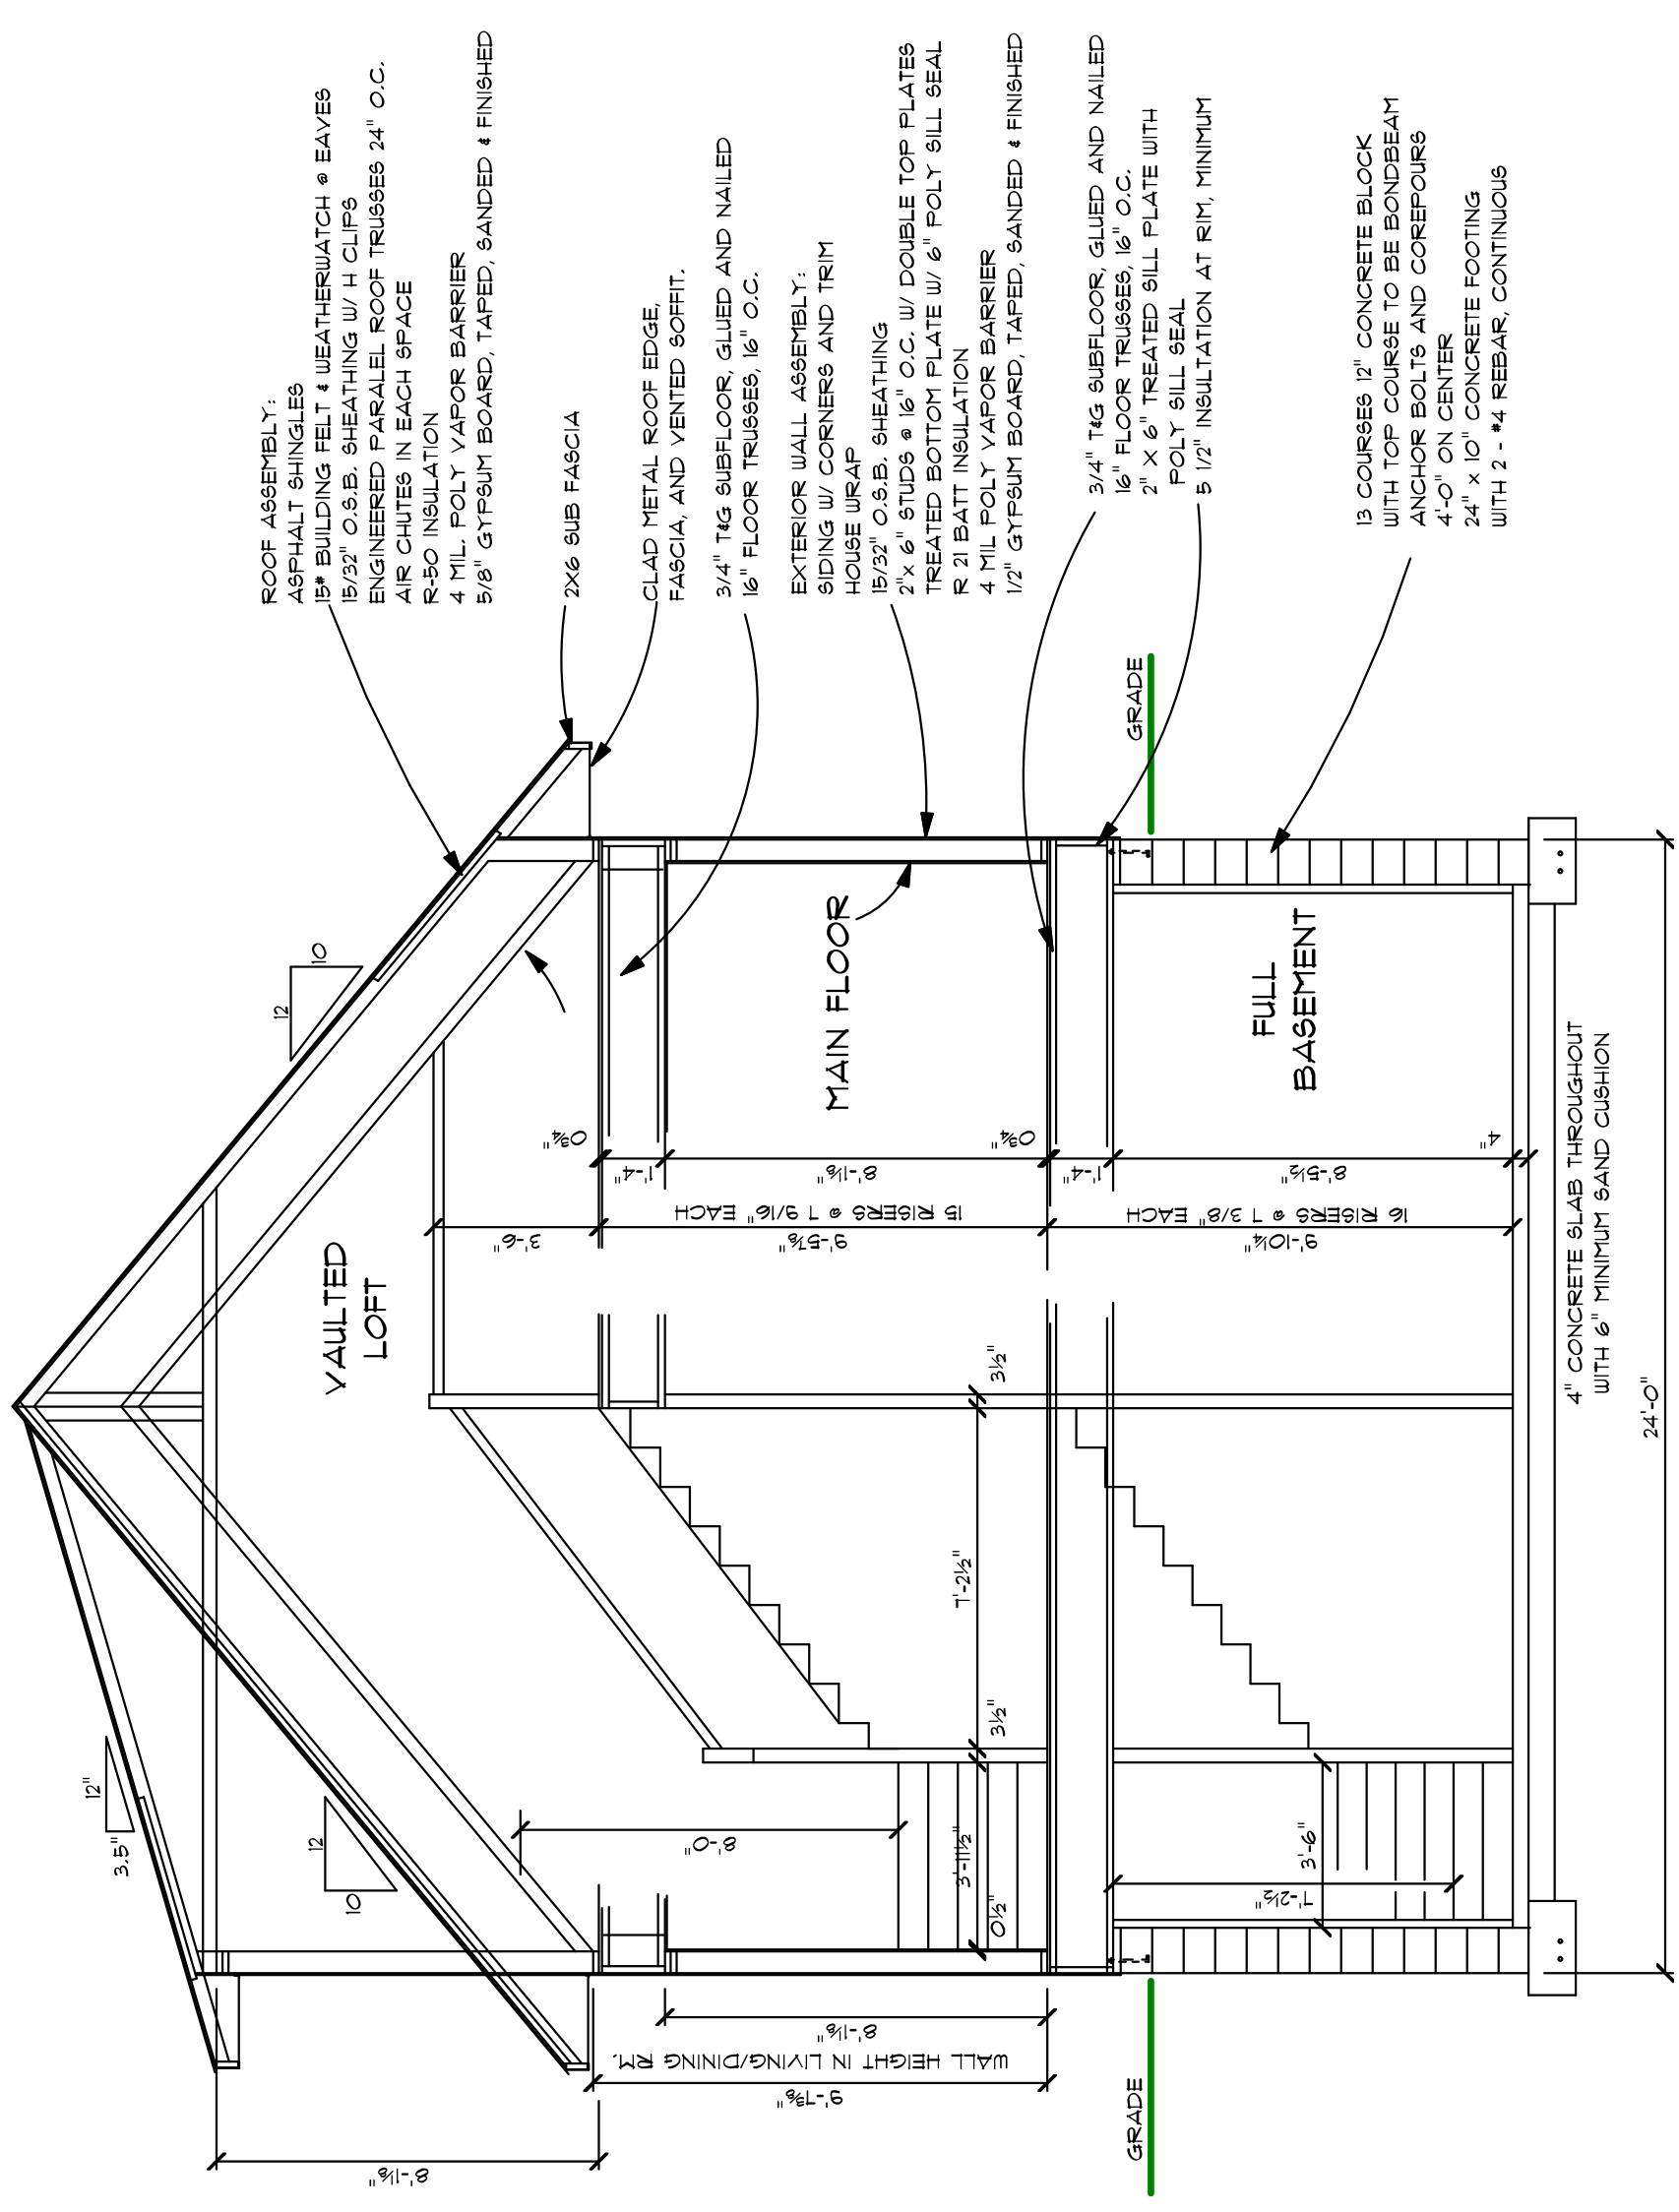 ROOF ASSEMBLY:
ASPHALT SHINGLES
15# BUILDING FELT & WEATHERWATCH @ EAVES
15/32" O.S.B. SHEATHING W/ H CLIPS
ENGINEERED PARALEL ROOF TRUSSES 24" O.C.
AIR CHUTES IN EACH SPACE
R-50 INSULATION
4 MIL. POLY VAPOR BARRIER
5/8" GYPSUM BOARD, TAPED, SANDED & FINISHED
2X6 SUB FASCIA
CLAD METAL ROOF EDGE,
FASCIA, AND VENTED SOFFIT.
3/4" T&G SUBFLOOR, GLUED AND NAILED
16" FLOOR TRUSSES, 16" O.C.
EXTERIOR WALL ASSEMBLY:
SIDING W/ CORNERS AND TRIM
HOUSE WRAP
15/32" O.S.B. SHEATHING
2"x 6" STUDS @ 16" O.C. W/ DOUBLE TOP PLATES
TREATED BOTTOM PLATE W/ 6" POLY SILL SEAL
R 21 BATT INSULATION
4 MIL POLY VAPOR BARRIER
1/2" GYPSUM BOARD, TAPED, SANDED & FINISHED
3/4" T&G SUBFLOOR, GLUED AND NAILED
16" FLOOR TRUSSES, 16" O.C.
2" X 6" TREATED SILL PLATE WITH
POLY SILL SEAL
5 1/2" INSULTATION AT RIM, MINIMUM
13 COURSES 12" CONCRETE BLOCK
WITH TOP COURSE TO BE BONDBEAM
ANCHOR BOLTS AND COREPOURS
4'-0" ON CENTER
24" x 10" CONCRETE FOOTING
WITH 2 - #4 REBAR, CONTINUOUS
GRADE
12
10
12"
3.5"
12
10
VAULTED
LOFT
MAIN FLOOR
FULL
BASEMENT
0¾"
1'-4"
8'-1⅛"
0¾"
1'-4"
8'-5½"
4"
3'-6"
9'-5⅞"
15 RISERS @ 7 9/16" EACH
9'-10¼"
16 RISERS @ 7 3/8" EACH
3½"
7'-2½"
3½"
3'-11½"
0½"
8'-0"
3'-6"
7'-2½"
8'-1⅛"
WALL HEIGHT IN LIVING/DINING RM.
9'-7⅜"
8'-1⅛"
GRADE
4" CONCRETE SLAB THROUGHOUT
WITH 6" MINIMUM SAND CUSHION
24'-0"